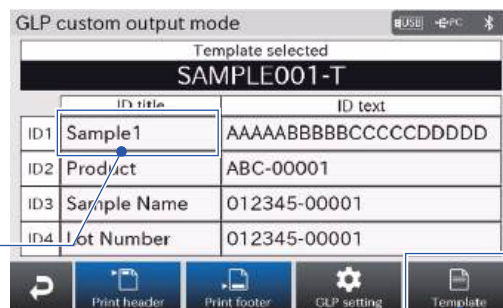 GLP custom output mode
USB PC
Template selected
SAMPLE001-T
ID title ID text
ID1 Sample1 AAAAABBBBBCCCCCDDDDD
ID2 Product ABC-00001
ID3 Sample Name 012345-00001
ID4 Lot Number 012345-00001
Print header Print footer GLP setting Template